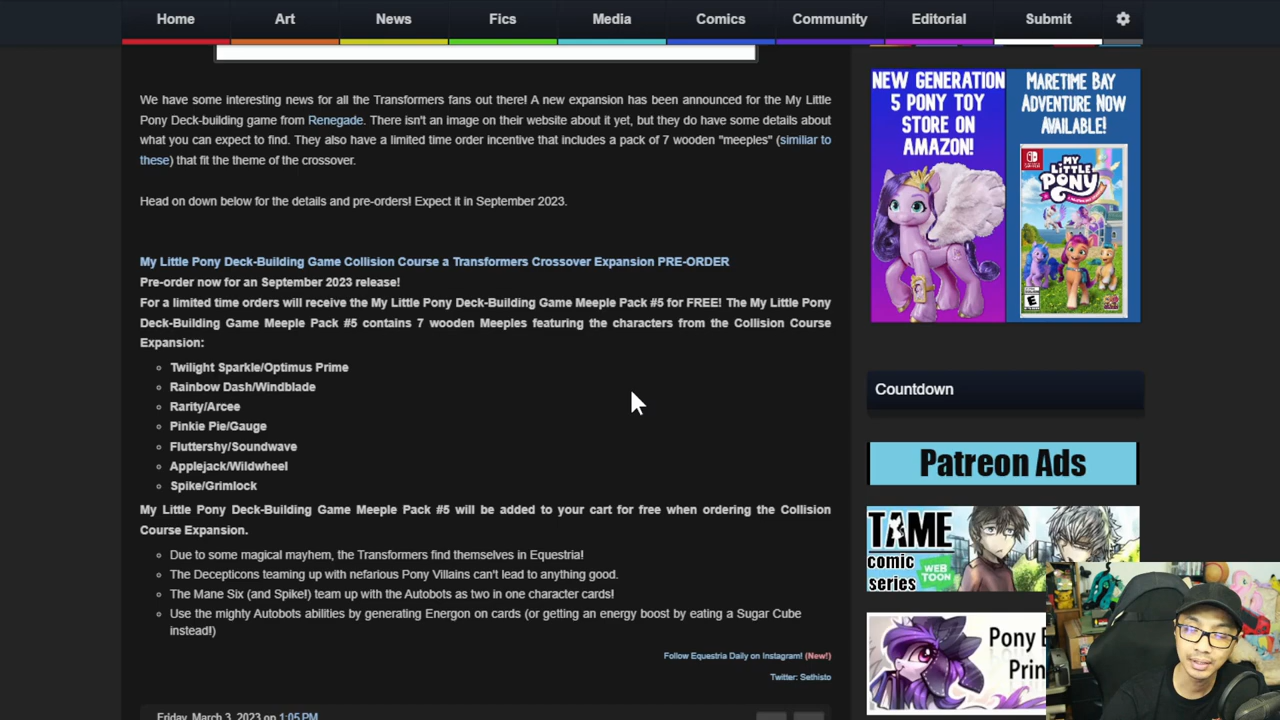 Home
Art
News
Fics
Media
Comics
Community
Editorial
Submit
We have some interesting news for all the Transformers fans out there! A new expansion has been announced for the My Little
Pony Deck-building game from Renegade. There isn't an image on their website about it yet, but they do have some details about
what you can expect to find. They also have a limited time order incentive that includes a pack of 7 wooden "meeples" (similiar to
these) that fit the theme of the crossover.
Head on down below for the details and pre-orders! Expect it in September 2023.
My Little Pony Deck-Building Game Collision Course a Transformers Crossover Expansion PRE-ORDER
Pre-order now for an September 2023 release!
For a limited time orders will receive the My Little Pony Deck-Building Game Meeple Pack #5 for FREE! The My Little Pony
Deck-Building Game Meeple Pack #5 contains 7 wooden Meeples featuring the characters from the Collision Course
Expansion:
Twilight Sparkle/Optimus Prime
Rainbow Dash/Windblade
Rarity/Arcee
Pinkie Pie/Gauge
Fluttershy/Soundwave
Applejack/Wildwheel
Spike/Grimlock
My Little Pony Deck-Building Game Meeple Pack #5 will be added to your cart for free when ordering the Collision
Course Expansion.
Due to some magical mayhem, the Transformers find themselves in Equestria!
The Decepticons teaming up with nefarious Pony Villains can't lead to anything good.
The Mane Six (and Spike!) team up with the Autobots as two in one character cards!
Use the mighty Autobots abilities by generating Energon on cards (or getting an energy boost by eating a Sugar Cube
instead!)
Follow Equestria Daily on Instagram! (New!)
Twitter: Sethisto
Friday, March 3, 2023 on 1:05 PM
NEW GENERATION
5 PONY TOY
STORE ON
AMAZON!
MARETIME BAY
ADVENTURE NOW
AVAILABLE!
MY
LITTLE
PONY
E
Countdown
Patreon Ads
TAME
comic
series
WEB
TOON
Pony
Prin